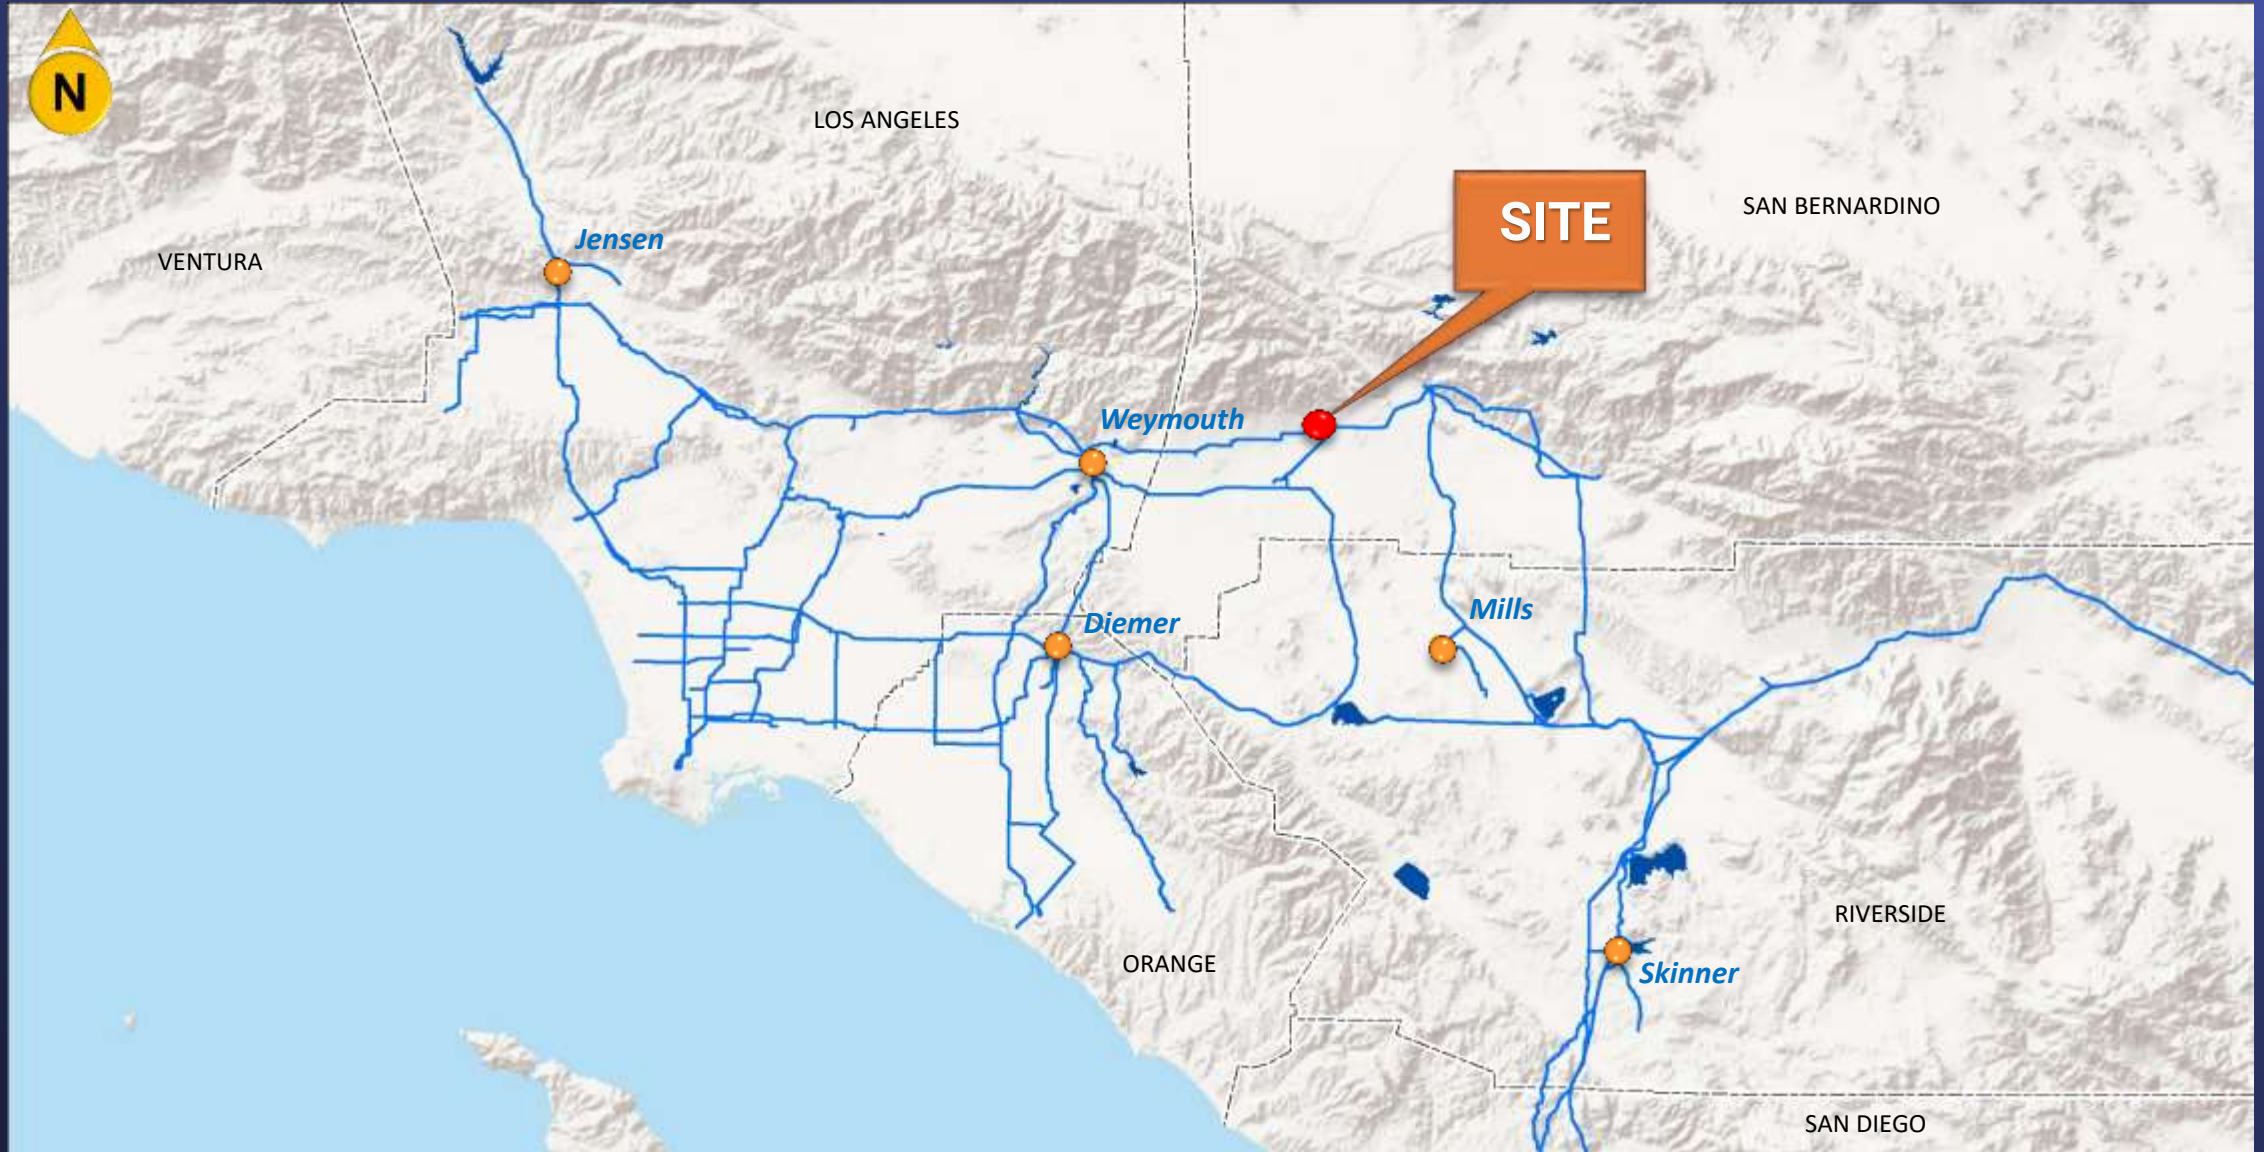 N
LOS ANGELES
SITE
SAN BERNARDINO
Jensen
VENTURA
Weymouth
Mills
Diemer
RIVERSIDE
ORANGE
Skinner
SAN DIEGO